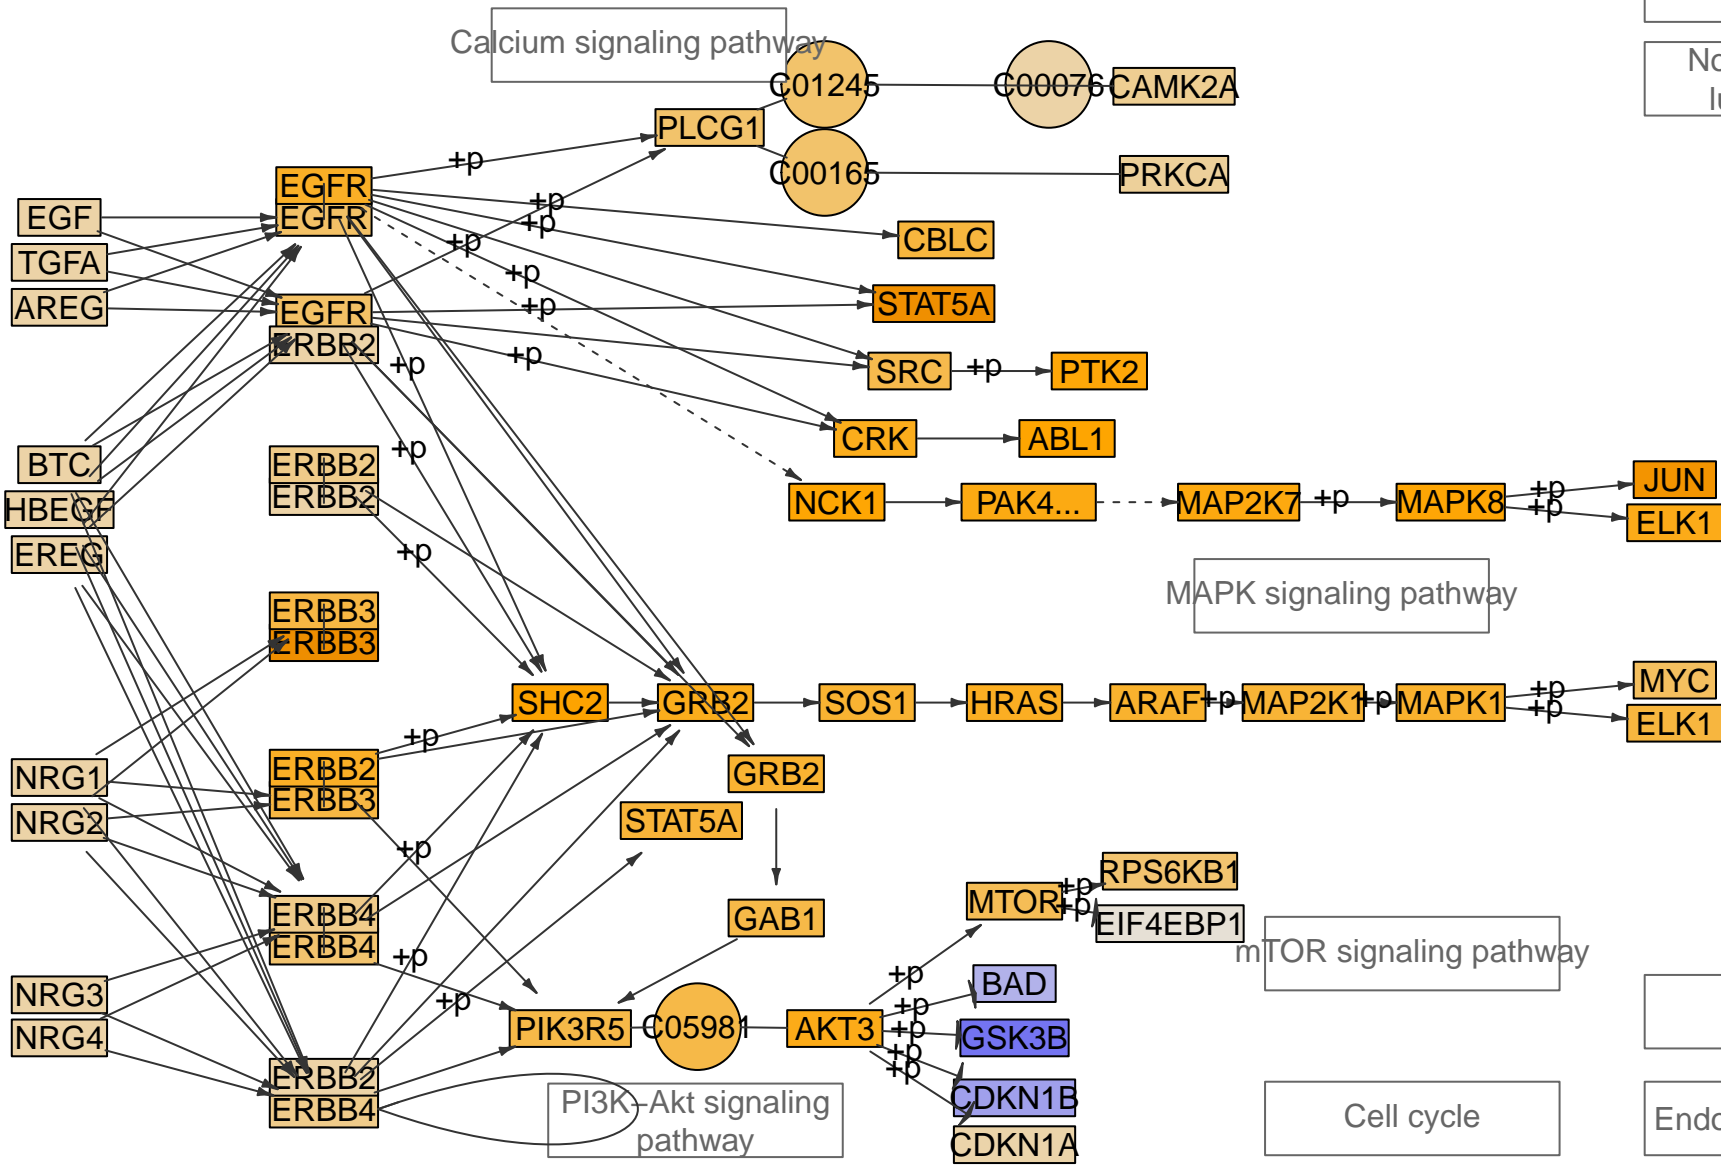 Calcium signaling pathway
C01245
C00076
CAMK2A
PLCG1
C00165
PRKCA
+p
EGFR
EGFR
EGF
TGFA
AREG
+p
+p
+p
+p
+p
CBLC
STAT5A
EGFR
ERBB2
+p
+p
SRC
+p
PTK2
CRK
ABL1
BTC
HBEGF
EREG
ERBB2
ERBB2
+p
+p
NCK1
PAK4...
MAP2K7
+p
MAPK8
+p
+p
JUN
ELK1
MAPK signaling pathway
ERBB3
ERBB3
SHC2
GRB2
SOS1
HRAS
ARAF
+p
MAP2K1
+p
MAPK1
+p
+p
MYC
ELK1
+p
NRG1
NRG2
ERBB2
ERBB3
GRB2
STAT5A
+p
ERBB4
ERBB4
GAB1
MTOR
+p
+p
RPS6KB1
EIF4EBP1
mTOR signaling pathway
+p
+p
NRG3
NRG4
PIK3R5
C05981
AKT3
+p
+p
+p
+p
+p
BAD
GSK3B
CDKN1B
CDKN1A
ERBB2
ERBB4
PI3K–Akt signaling
pathway
Cell cycle